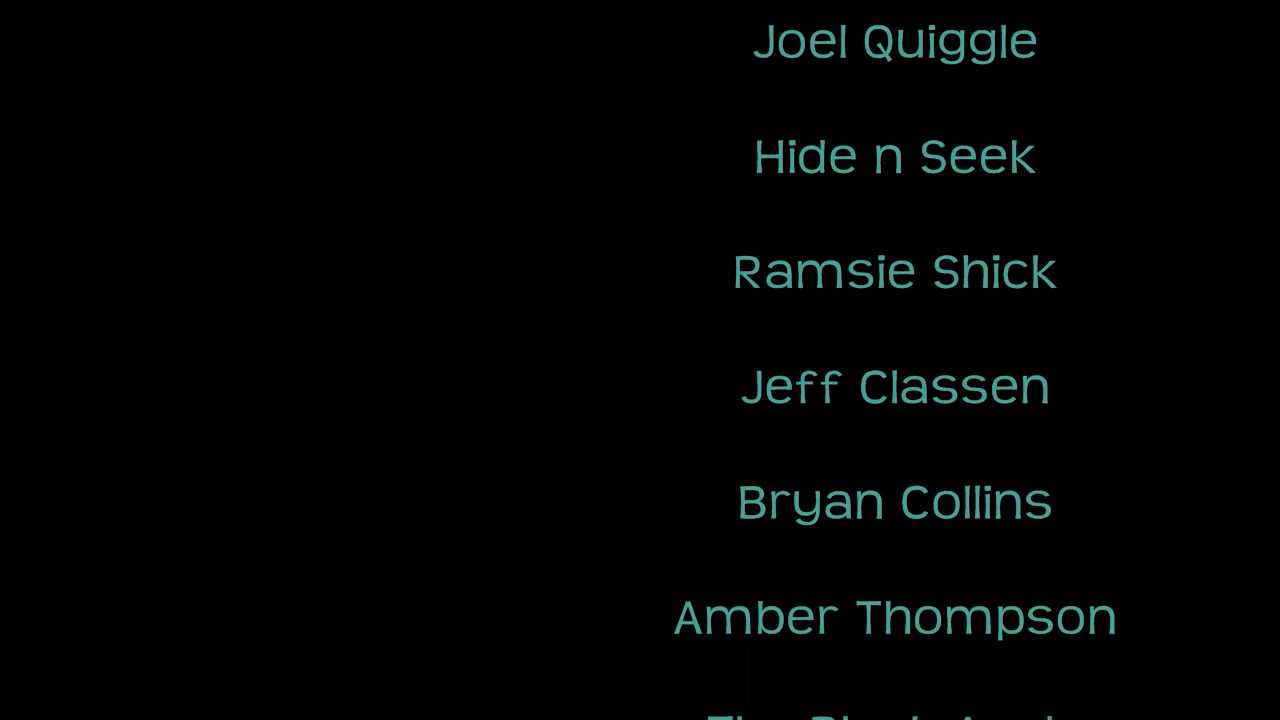 Joel Quiggle
Hide n Seek
Ramsie Shick
Jeff Classen
Bryan Collins
Amber Thompson